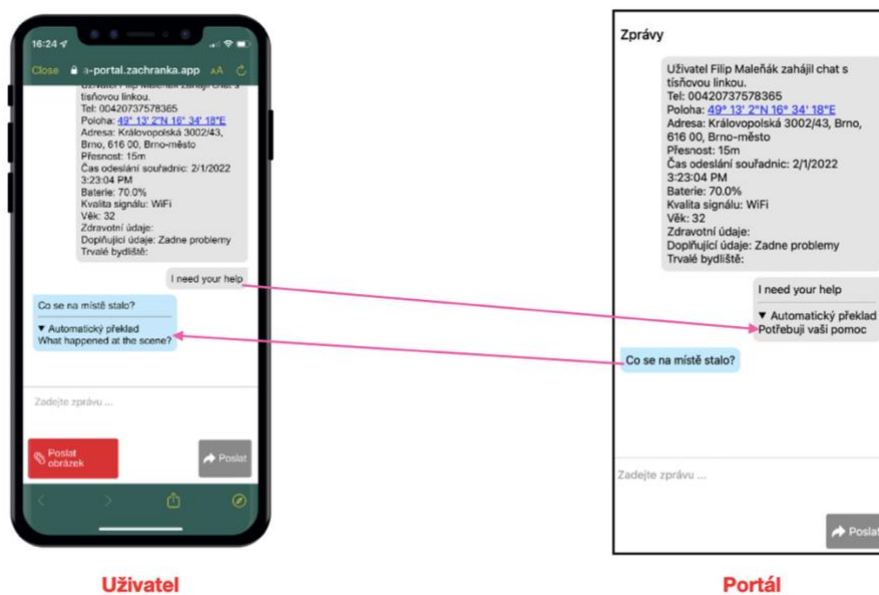 16:24
Close a-portal.zachranka.app AA
Uživatel Filip Maleňák zahájil chat s
tísňovou linkou.
Tel: 00420737578365
Poloha: 49° 13' 2"N 16° 34' 18"E
Adresa: Královopolská 3002/43,
Brno, 616 00, Brno-město
Přesnost: 15m
Čas odeslání souřadnic: 2/1/2022
3:23:04 PM
Baterie: 70.0%
Kvalita signálu: WiFi
Věk: 32
Zdravotní údaje:
Doplňující údaje: Zadne problemy
Trvalé bydliště:
I need your help
Co se na místě stalo?
▼ Automatický překlad
What happened at the scene?
Zadejte zprávu ...
Poslat
obrázek
Poslat
Uživatel
Zprávy
Uživatel Filip Maleňák zahájil chat s
tísňovou linkou.
Tel: 00420737578365
Poloha: 49° 13' 2"N 16° 34' 18"E
Adresa: Královopolská 3002/43, Brno,
616 00, Brno-město
Přesnost: 15m
Čas odeslání souřadnic: 2/1/2022
3:23:04 PM
Baterie: 70.0%
Kvalita signálu: WiFi
Věk: 32
Zdravotní údaje:
Doplňující údaje: Zadne problemy
Trvalé bydliště:
I need your help
▼ Automatický překlad
Potřebuji vaši pomoc
Co se na místě stalo?
Zadejte zprávu ...
Poslat
Portál